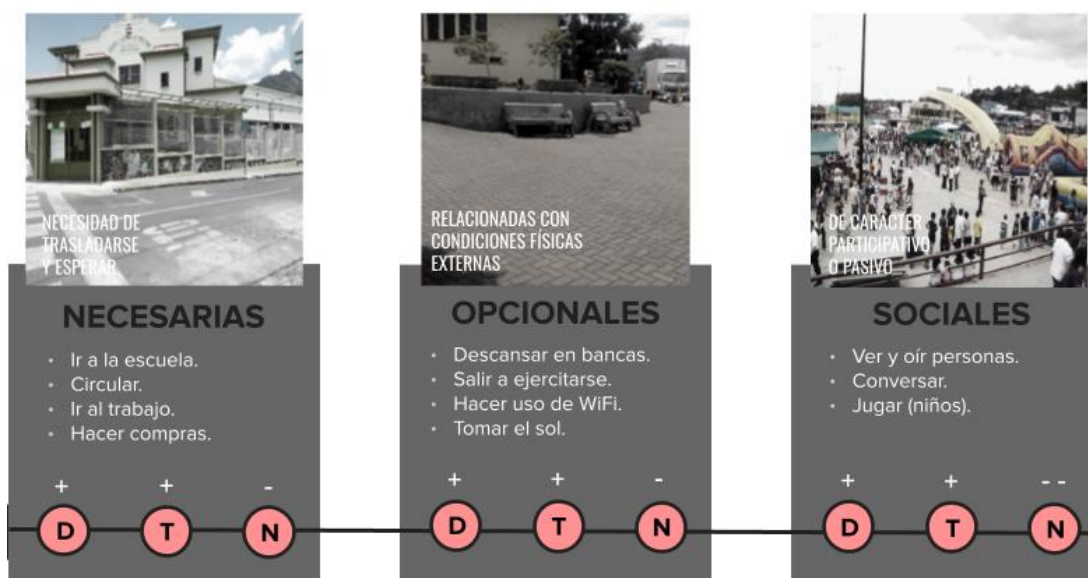 NECESIDAD DE
TRASLADARSE
Y ESPERAR.
NECESARIAS
• Ir a la escuela.
• Circular.
• Ir al trabajo.
• Hacer compras.
+ + -
D T N
RELACIONADAS CON
CONDICIONES FÍSICAS
EXTERNAS
OPCIONALES
• Descansar en bancas.
• Salir a ejercitarse.
• Hacer uso de WiFi.
• Tomar el sol.
+ + -
D T N
DE CARÁCTER
PARTICIPATIVO
O PASIVO
SOCIALES
• Ver y oír personas.
• Conversar.
• Jugar (niños).
+ + - -
D T N